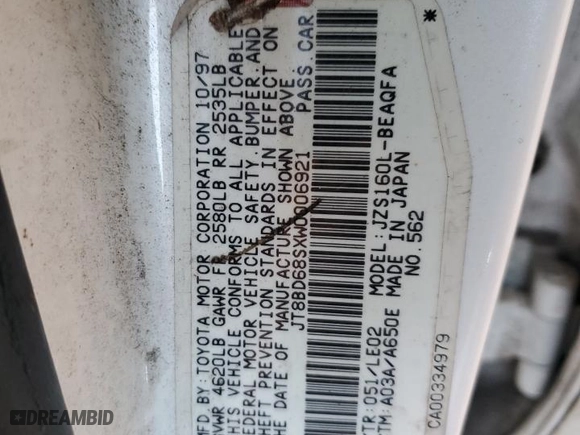 MFD. BY: TOYOTA MOTOR CORPORATION 10/97
GVWR 4620LB GAWR FR 2580LB RR 2535LB
THIS VEHICLE CONFORMS TO ALL APPLICABLE
FEDERAL MOTOR VEHICLE SAFETY, BUMPER, AND
THEFT PREVENTION STANDARDS IN EFFECT ON
THE DATE OF MANUFACTURE SHOWN ABOVE.
JT8BD68SXW0006921 PASS. CAR
*
C/TR: 051/LE02 MODEL: JZS160L-BEAQFA
A/TM: A03A/A650E MADE IN JAPAN
NO. 562
CA00334979
© DREAMBID